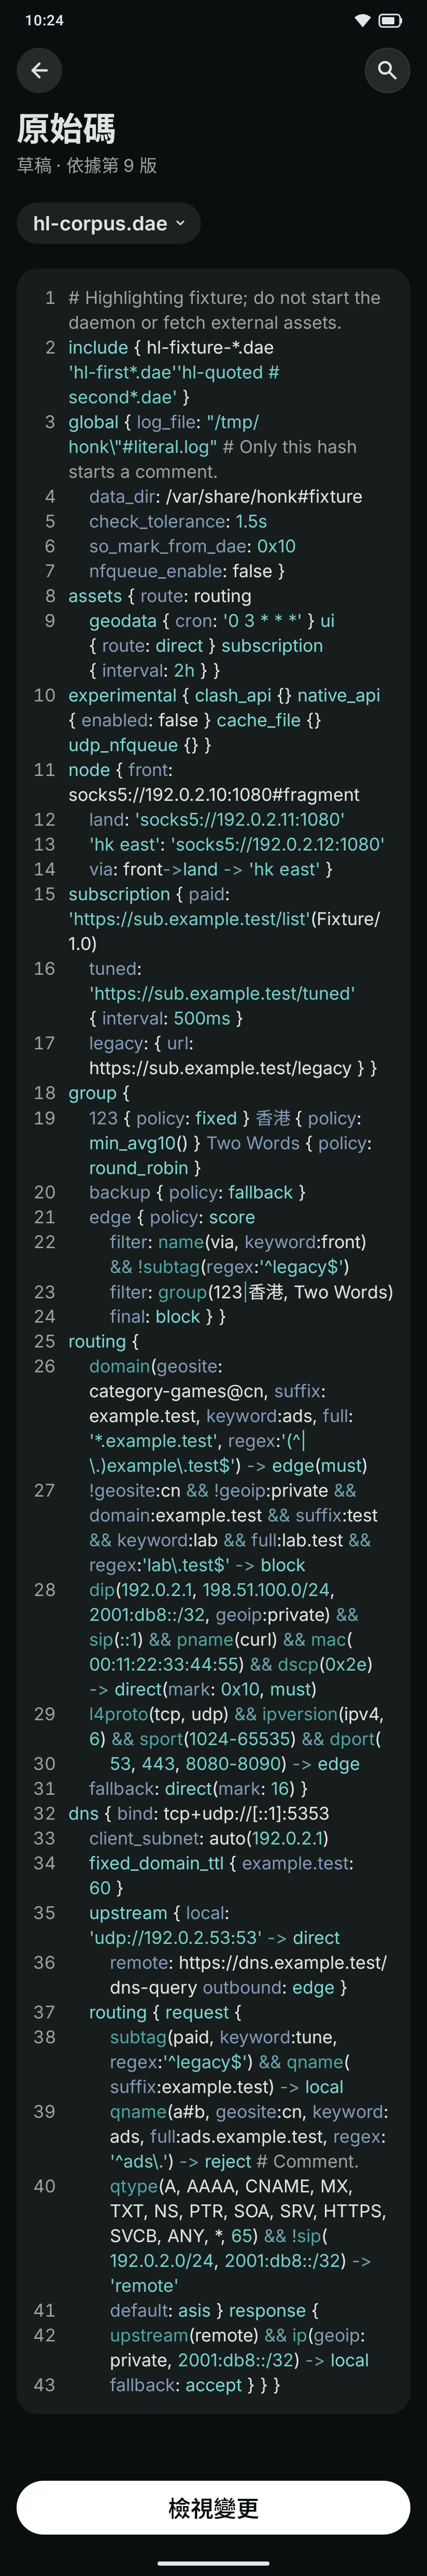 10:24
原始碼
草稿 · 依據第 9 版
hl-corpus.dae
1 # Highlighting fixture; do not start the
daemon or fetch external assets.
2 include { hl-fixture-*.dae
'hl-first*.dae''hl-quoted #
second*.dae' }
3 global { log_file: "/tmp/
honk\"#literal.log" # Only this hash
starts a comment.
4 data_dir: /var/share/honk#fixture
5 check_tolerance: 1.5s
6 so_mark_from_dae: 0x10
7 nfqueue_enable: false }
8 assets { route: routing
9 geodata { cron: '0 3 * * *' } ui
{ route: direct } subscription
{ interval: 2h } }
10 experimental { clash_api {} native_api
{ enabled: false } cache_file {}
udp_nfqueue {} }
11 node { front:
socks5://192.0.2.10:1080#fragment
12 land: 'socks5://192.0.2.11:1080'
13 'hk east': 'socks5://192.0.2.12:1080'
14 via: front->land -> 'hk east' }
15 subscription { paid:
'https://sub.example.test/list'(Fixture/
1.0)
16 tuned:
'https://sub.example.test/tuned'
{ interval: 500ms }
17 legacy: { url:
https://sub.example.test/legacy } }
18 group {
19 123 { policy: fixed } 香港 { policy:
min_avg10() } Two Words { policy:
round_robin }
20 backup { policy: fallback }
21 edge { policy: score
22 filter: name(via, keyword:front)
&& !subtag(regex:'^legacy$')
23 filter: group(123|香港, Two Words)
24 final: block } }
25 routing {
26 domain(geosite:
category-games@cn, suffix:
example.test, keyword:ads, full:
'*.example.test', regex:'(^|
\.)example\.test$') -> edge(must)
27 !geosite:cn && !geoip:private &&
domain:example.test && suffix:test
&& keyword:lab && full:lab.test &&
regex:'lab\.test$' -> block
28 dip(192.0.2.1, 198.51.100.0/24,
2001:db8::/32, geoip:private) &&
sip(::1) && pname(curl) && mac(
00:11:22:33:44:55) && dscp(0x2e)
-> direct(mark: 0x10, must)
29 l4proto(tcp, udp) && ipversion(ipv4,
6) && sport(1024-65535) && dport(
30 53, 443, 8080-8090) -> edge
31 fallback: direct(mark: 16) }
32 dns { bind: tcp+udp://[::1]:5353
33 client_subnet: auto(192.0.2.1)
34 fixed_domain_ttl { example.test:
60 }
35 upstream { local:
'udp://192.0.2.53:53' -> direct
36 remote: https://dns.example.test/
dns-query outbound: edge }
37 routing { request {
38 subtag(paid, keyword:tune,
regex:'^legacy$') && qname(
suffix:example.test) -> local
39 qname(a#b, geosite:cn, keyword:
ads, full:ads.example.test, regex:
'^ads\.') -> reject # Comment.
40 qtype(A, AAAA, CNAME, MX,
TXT, NS, PTR, SOA, SRV, HTTPS,
SVCB, ANY, *, 65) && !sip(
192.0.2.0/24, 2001:db8::/32) ->
'remote'
41 default: asis } response {
42 upstream(remote) && ip(geoip:
private, 2001:db8::/32) -> local
43 fallback: accept } } }
檢視變更